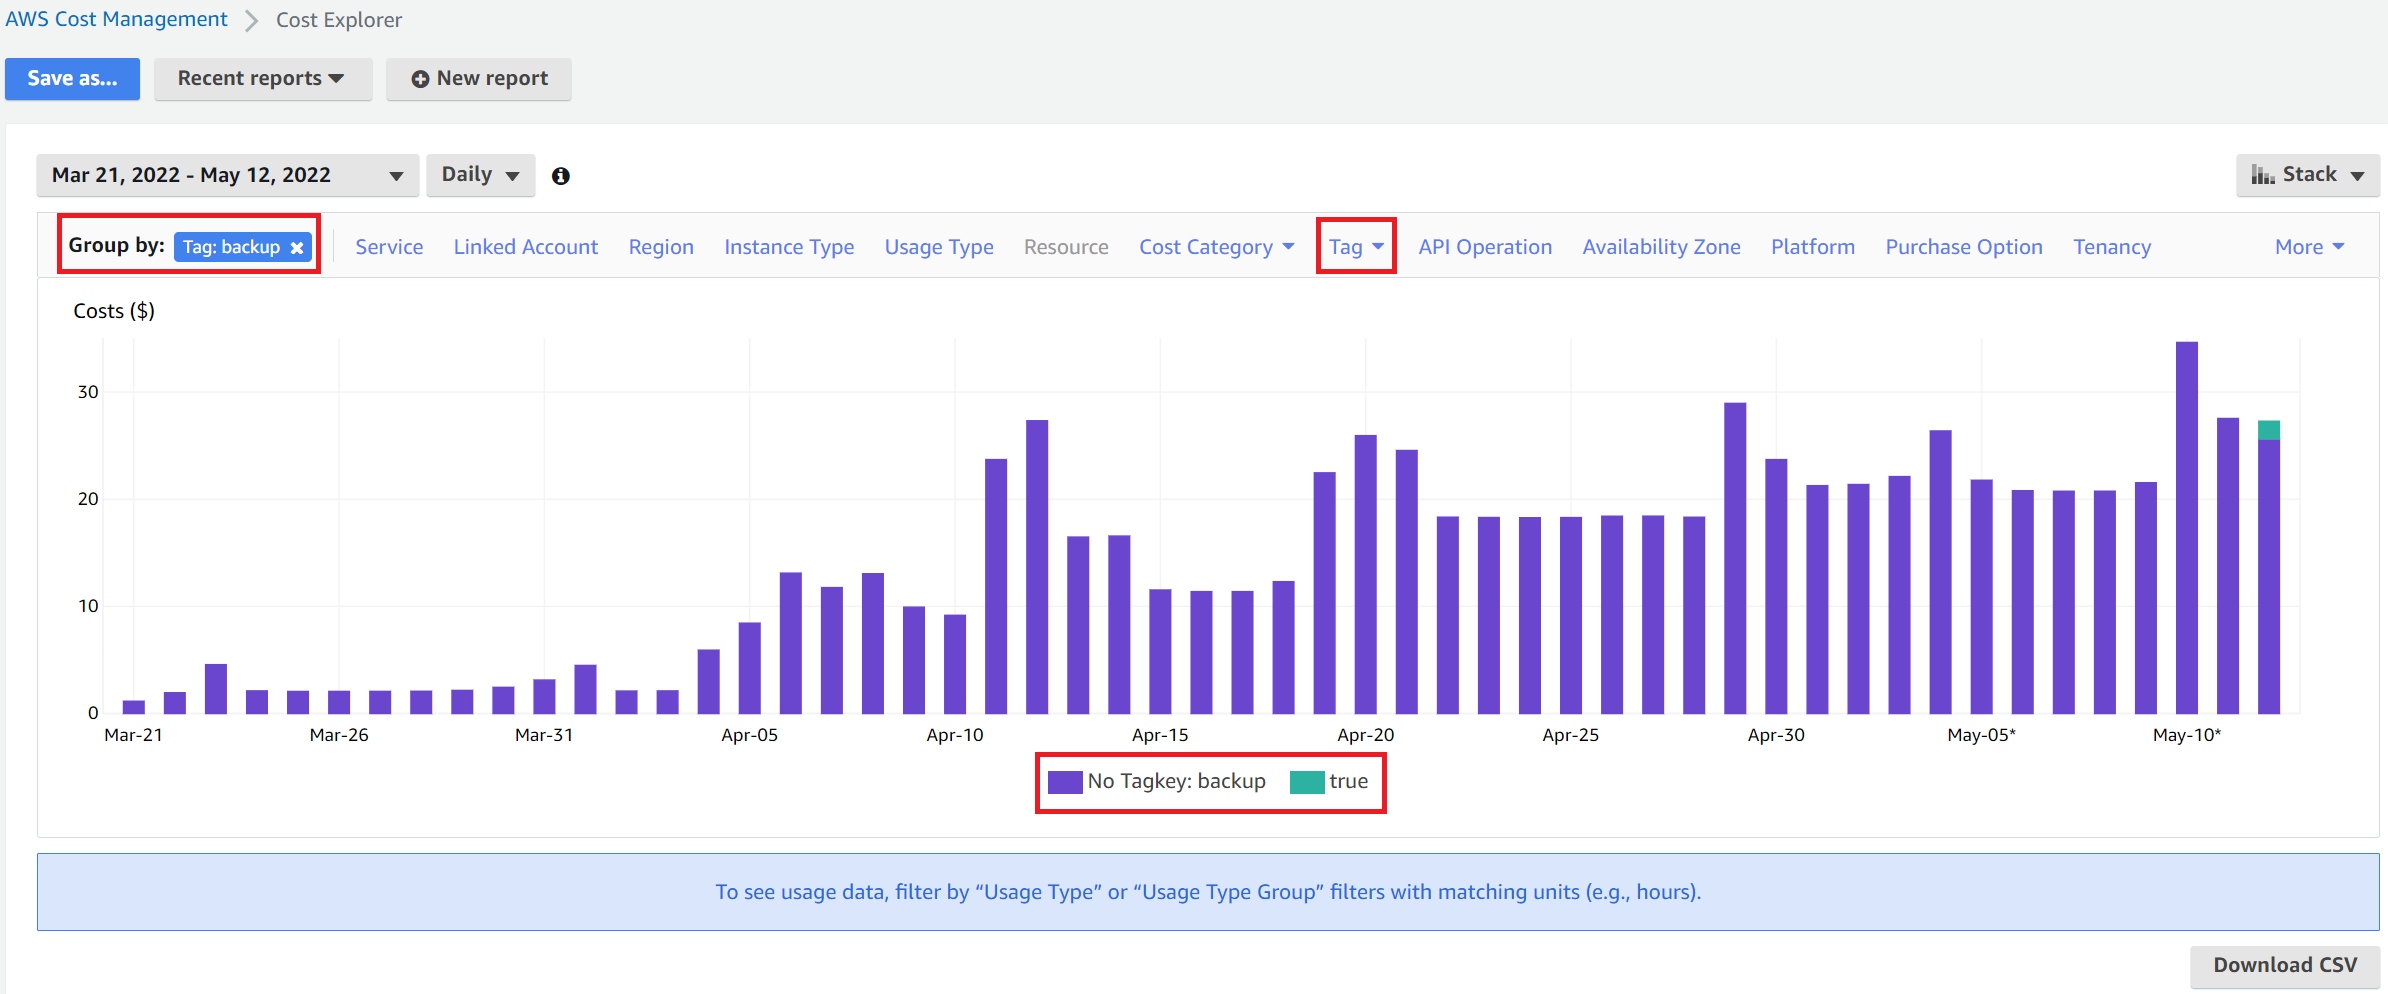 AWS Cost Management Cost Explorer
Save as... Recent reports New report
Mar 21, 2022 - May 12, 2022 Daily Stack
Group by: Tag: backup Service Linked Account Region Instance Type Usage Type Resource Cost Category Tag API Operation Availability Zone Platform Purchase Option Tenancy More
Costs ($)
30
20
10
0
Mar-21 Mar-26 Mar-31 Apr-05 Apr-10 Apr-15 Apr-20 Apr-25 Apr-30 May-05* May-10*
No Tagkey: backup true
To see usage data, filter by “Usage Type” or “Usage Type Group” filters with matching units (e.g., hours).
Download CSV